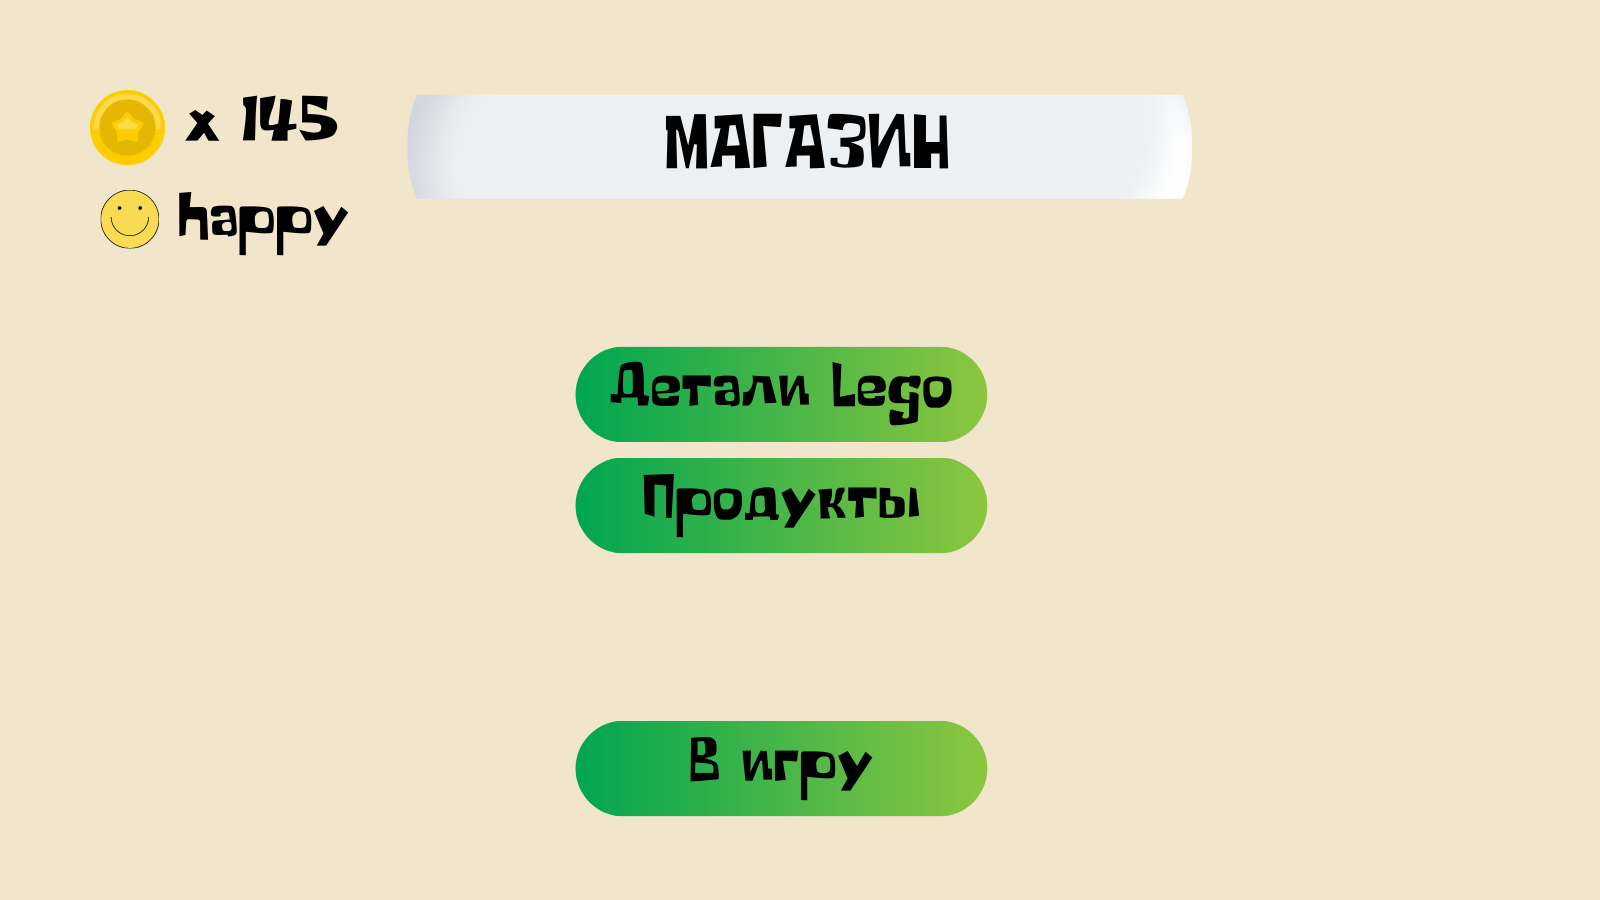 x 145
happy
МАГАЗИН
Детали Lego
Продукты
В игру